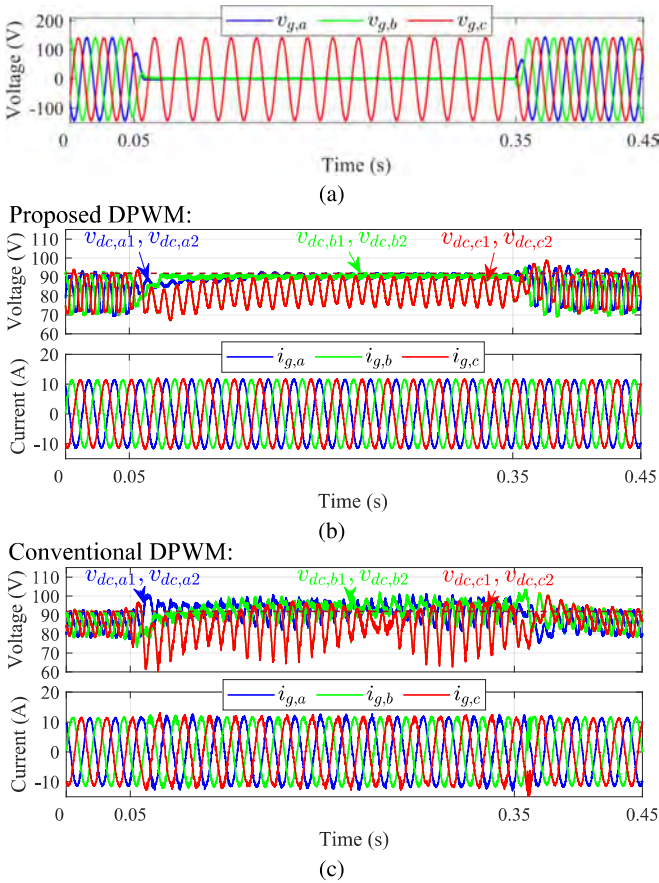 v_{g,a} v_{g,b} v_{g,c}
Voltage (V)
200
100
0
-100
0 0.05 0.35 0.45
Time (s)
(a)
Proposed DPWM:
v_{dc,a1}, v_{dc,a2} v_{dc,b1}, v_{dc,b2} v_{dc,c1}, v_{dc,c2}
Voltage (V)
110
100
90
80
70
60
i_{g,a} i_{g,b} i_{g,c}
Current (A)
20
10
0
-10
0 0.05 0.35 0.45
Time (s)
(b)
Conventional DPWM:
v_{dc,a1}, v_{dc,a2} v_{dc,b1}, v_{dc,b2} v_{dc,c1}, v_{dc,c2}
Voltage (V)
110
100
90
80
70
60
i_{g,a} i_{g,b} i_{g,c}
Current (A)
20
10
0
-10
0 0.05 0.35 0.45
Time (s)
(c)